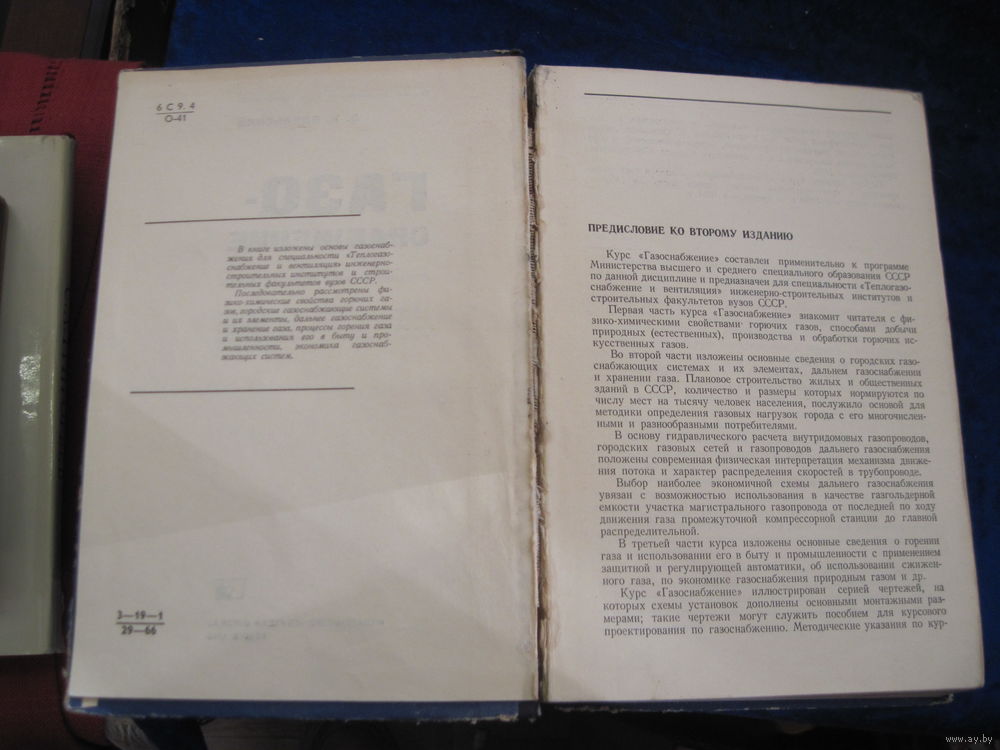 6 С 9. 4
О-41
В книге изложены основы газоснаб-
жения для специальности «Теплогазо-
снабжение и вентиляция» инженерно-
строительных институтов и строи-
тельных факультетов вузов СССР.
Последовательно рассмотрены фи-
зико-химические свойства горючих га-
зов, городские газоснабжающие системы
и их элементы, дальнее газоснабжение
и хранение газа, процессы горения газа
и использования его в быту и про-
мышленности, экономика газоснаб-
жающих систем.
3—19—1
29—66
ПРЕДИСЛОВИЕ КО ВТОРОМУ ИЗДАНИЮ
Курс «Газоснабжение» составлен применительно к программе
Министерства высшего и среднего специального образования СССР
по данной дисциплине и предназначен для специальности «Теплогазо-
снабжение и вентиляция» инженерно-строительных институтов и
строительных факультетов вузов СССР.
Первая часть курса «Газоснабжение» знакомит читателя с фи-
зико-химическими свойствами горючих газов, способами добычи
природных (естественных), производства и обработки горючих ис-
кусственных газов.
Во второй части изложены основные сведения о городских газо-
снабжающих системах и их элементах, дальнем газоснабжении
и хранении газа. Плановое строительство жилых и общественных
зданий в СССР, количество и размеры которых нормируются по
числу мест на тысячу человек населения, послужило основой для
методики определения газовых нагрузок города с его многочислен-
ными и разнообразными потребителями.
В основу гидравлического расчета внутридомовых газопроводов,
городских газовых сетей и газопроводов дальнего газоснабжения
положены современная физическая интерпретация механизма движе-
ния потока и характер распределения скоростей в трубопроводе.
Выбор наиболее экономичной схемы дальнего газоснабжения
увязан с возможностью использования в качестве газгольдерной
емкости участка магистрального газопровода от последней по ходу
движения газа промежуточной компрессорной станции до главной
распределительной.
В третьей части курса изложены основные сведения о горении
газа и использовании его в быту и промышленности с применением
защитной и регулирующей автоматики, об использовании сжижен-
ного газа, по экономике газоснабжения природным газом и др.
Курс «Газоснабжение» иллюстрирован серией чертежей, на
которых схемы установок дополнены основными монтажными раз-
мерами; такие чертежи могут служить пособием для курсового
проектирования по газоснабжению. Методические указания по кур-
www.ay.by